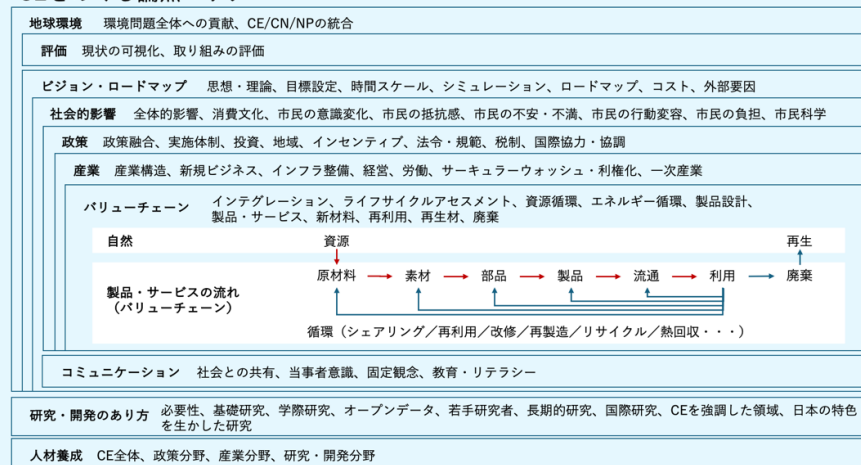 地球環境 環境問題全体への貢献、CE/CN/NPの統合
評価 現状の可視化、取り組みの評価
ビジョン・ロードマップ 思想・理論、目標設定、時間スケール、シミュレーション、ロードマップ、コスト、外部要因
社会的影響 全体的影響、消費文化、市民の意識変化、市民の抵抗感、市民の不安・不満、市民の行動変容、市民の負担、市民科学
政策 政策融合、実施体制、投資、地域、インセンティブ、法令・規範、税制、国際協力・協調
産業 産業構造、新規ビジネス、インフラ整備、経営、労働、サーキュラーウォッシュ・利権化、一次産業
バリューチェーン インテグレーション、ライフサイクルアセスメント、資源循環、エネルギー循環、製品設計、
製品・サービス、新材料、再利用、再生材、廃棄
自然 資源 再生
原材料 素材 部品 製品 流通 利用 廃棄
製品・サービスの流れ
（バリューチェーン）
循環（シェアリング／再利用／改修／再製造／リサイクル／熱回収・・・）
コミュニケーション 社会との共有、当事者意識、固定観念、教育・リテラシー
研究・開発のあり方 必要性、基礎研究、学際研究、オープンデータ、若手研究者、長期的研究、国際研究、CEを強調した領域、日本の特色
を生かした研究
人材養成 CE全体、政策分野、産業分野、研究・開発分野